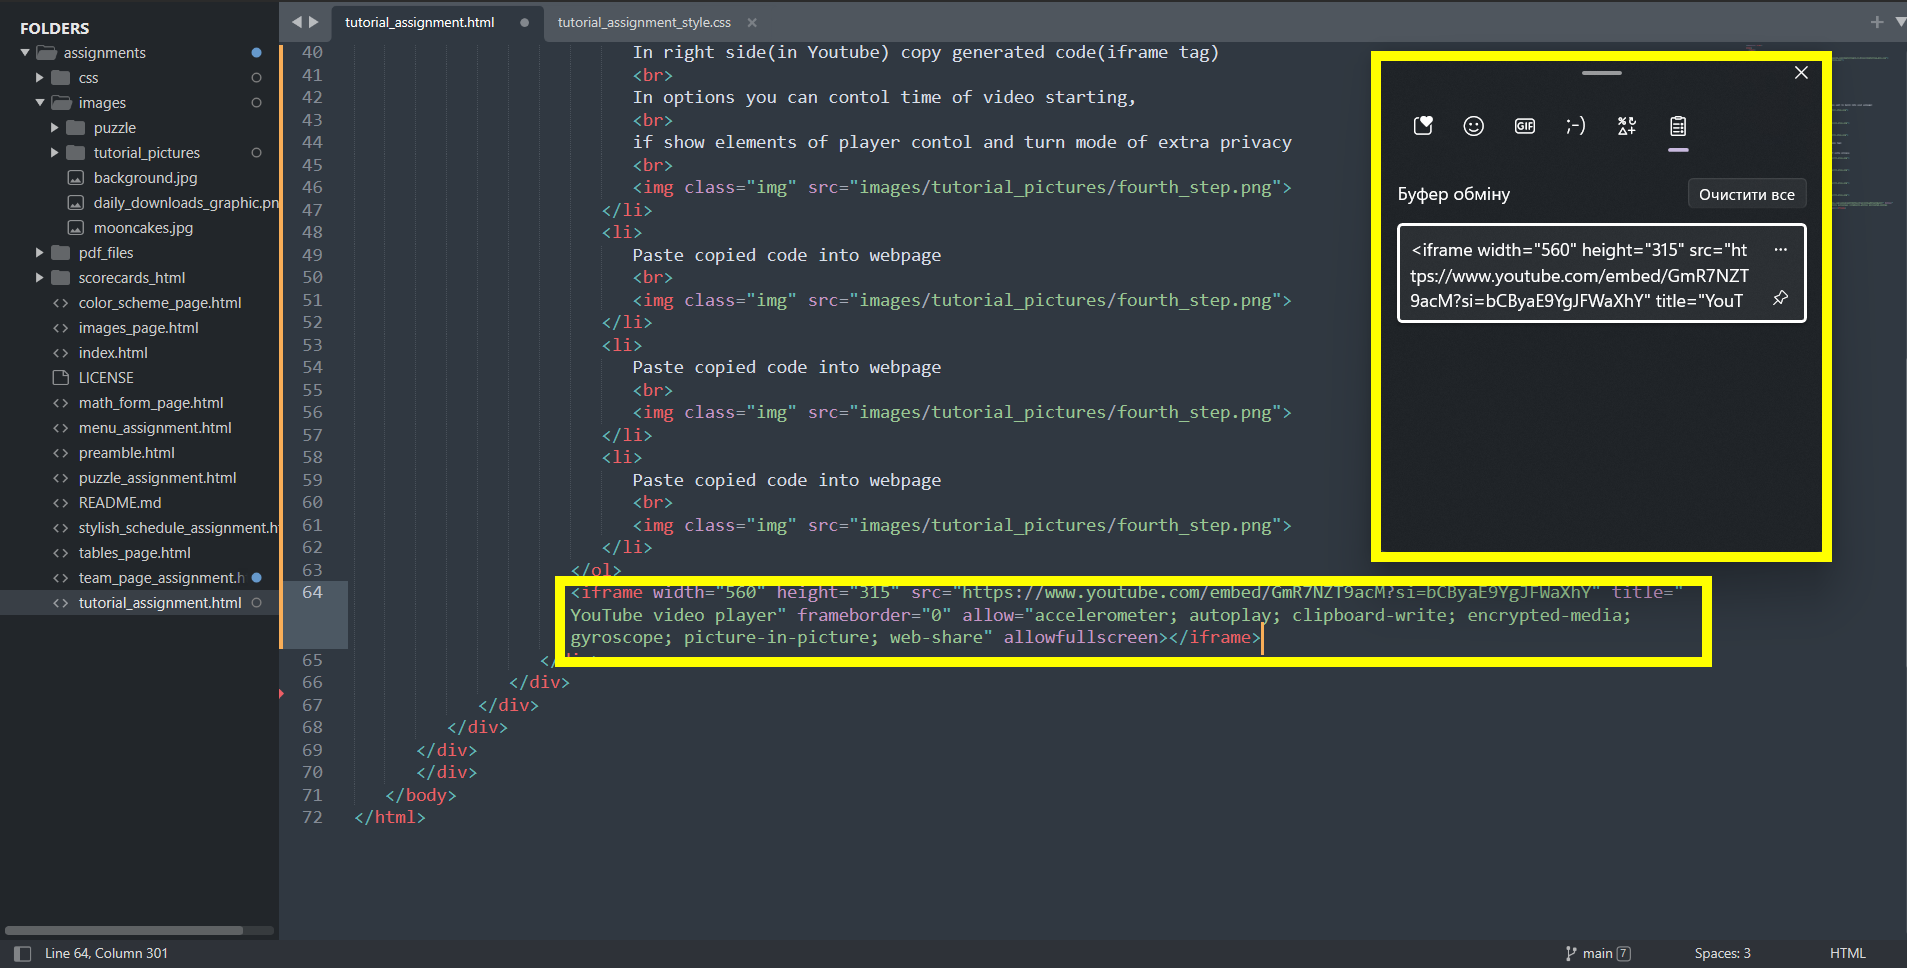 FOLDERS
assignments
css
images
puzzle
tutorial_pictures
background.jpg
daily_downloads_graphic.pn
mooncakes.jpg
pdf_files
scorecards_html
color_scheme_page.html
images_page.html
index.html
LICENSE
math_form_page.html
menu_assignment.html
preamble.html
puzzle_assignment.html
README.md
stylish_schedule_assignment.h
tables_page.html
team_page_assignment.h
tutorial_assignment.html
tutorial_assignment.html
tutorial_assignment_style.css
40 In right side(in Youtube) copy generated code(iframe tag)
41 <br>
42 In options you can contol time of video starting,
43 <br>
44 if show elements of player contol and turn mode of extra privacy
45 <br>
46 <img class="img" src="images/tutorial_pictures/fourth_step.png">
47 </li>
48 <li>
49 Paste copied code into webpage
50 <br>
51 <img class="img" src="images/tutorial_pictures/fourth_step.png">
52 </li>
53 <li>
54 Paste copied code into webpage
55 <br>
56 <img class="img" src="images/tutorial_pictures/fourth_step.png">
57 </li>
58 <li>
59 Paste copied code into webpage
60 <br>
61 <img class="img" src="images/tutorial_pictures/fourth_step.png">
62 </li>
63 </ol>
64 <iframe width="560" height="315" src="https://www.youtube.com/embed/GmR7NZT9acM?si=bCByaE9YgJFWaXhY" title="
YouTube video player" frameborder="0" allow="accelerometer; autoplay; clipboard-write; encrypted-media;
gyroscope; picture-in-picture; web-share" allowfullscreen></iframe>
65 </
66 </div>
67 </div>
68 </div>
69 </div>
70 </div>
71 </body>
72 </html>
GIF
;-)
Буфер обміну
Очистити все
<iframe width="560" height="315" src="ht
tps://www.youtube.com/embed/GmR7NZT
9acM?si=bCByaE9YgJFWaXhY" title="YouT
Line 64, Column 301
main 7
Spaces: 3
HTML